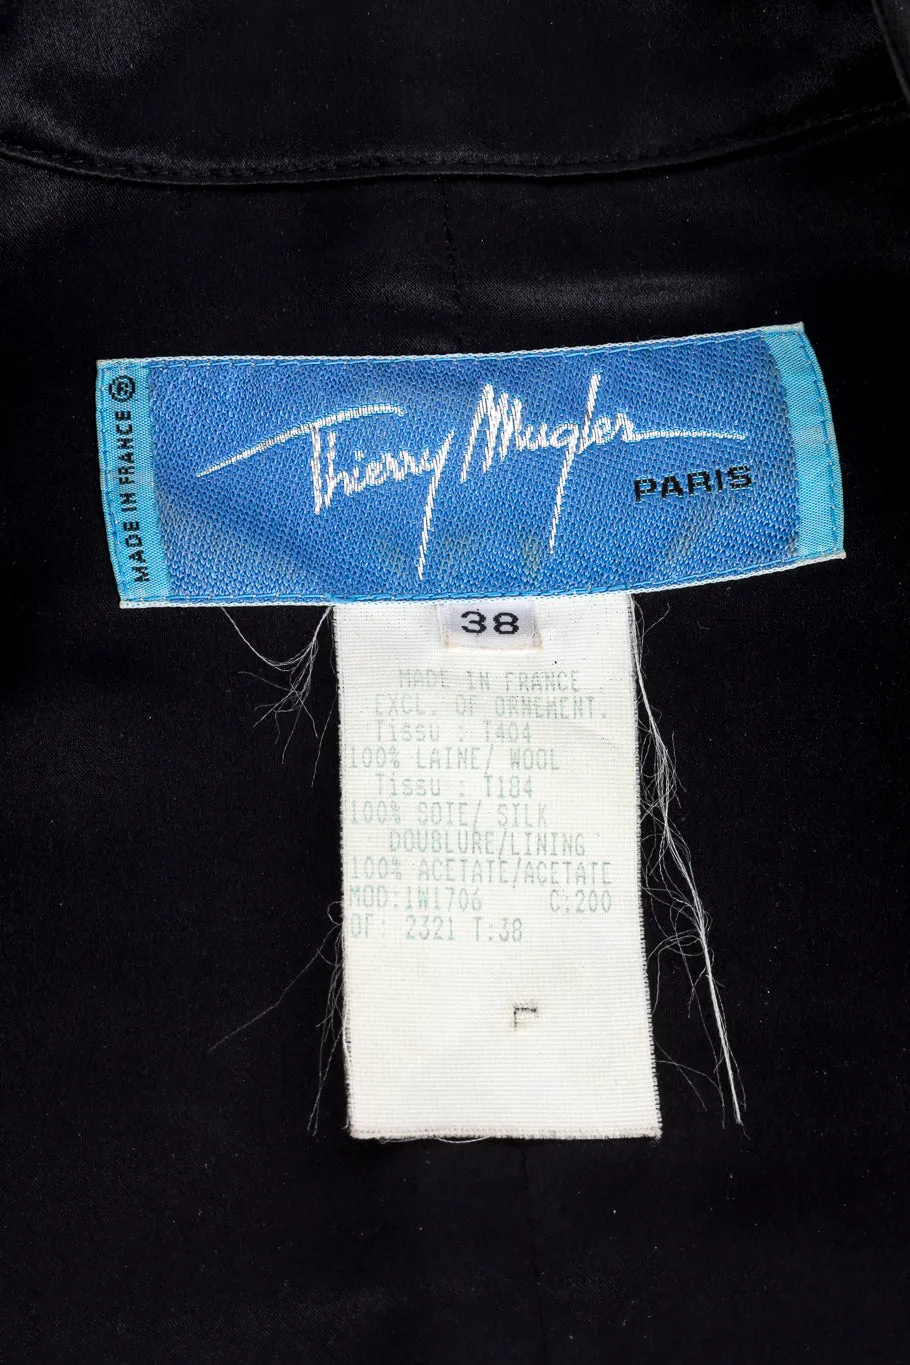 MADE IN FRANCE ®
Thierry Mugler
PARIS
38
MADE IN FRANCE
EXCL. OF ORNEMENT.
Tissu : T404
100% LAINE/ WOOL
Tissu : T184
100% SOIE/ SILK
DOUBLURE/LINING
100% ACETATE/ACETATE
MOD:1W1706 C:200
OF: 2321 T:38